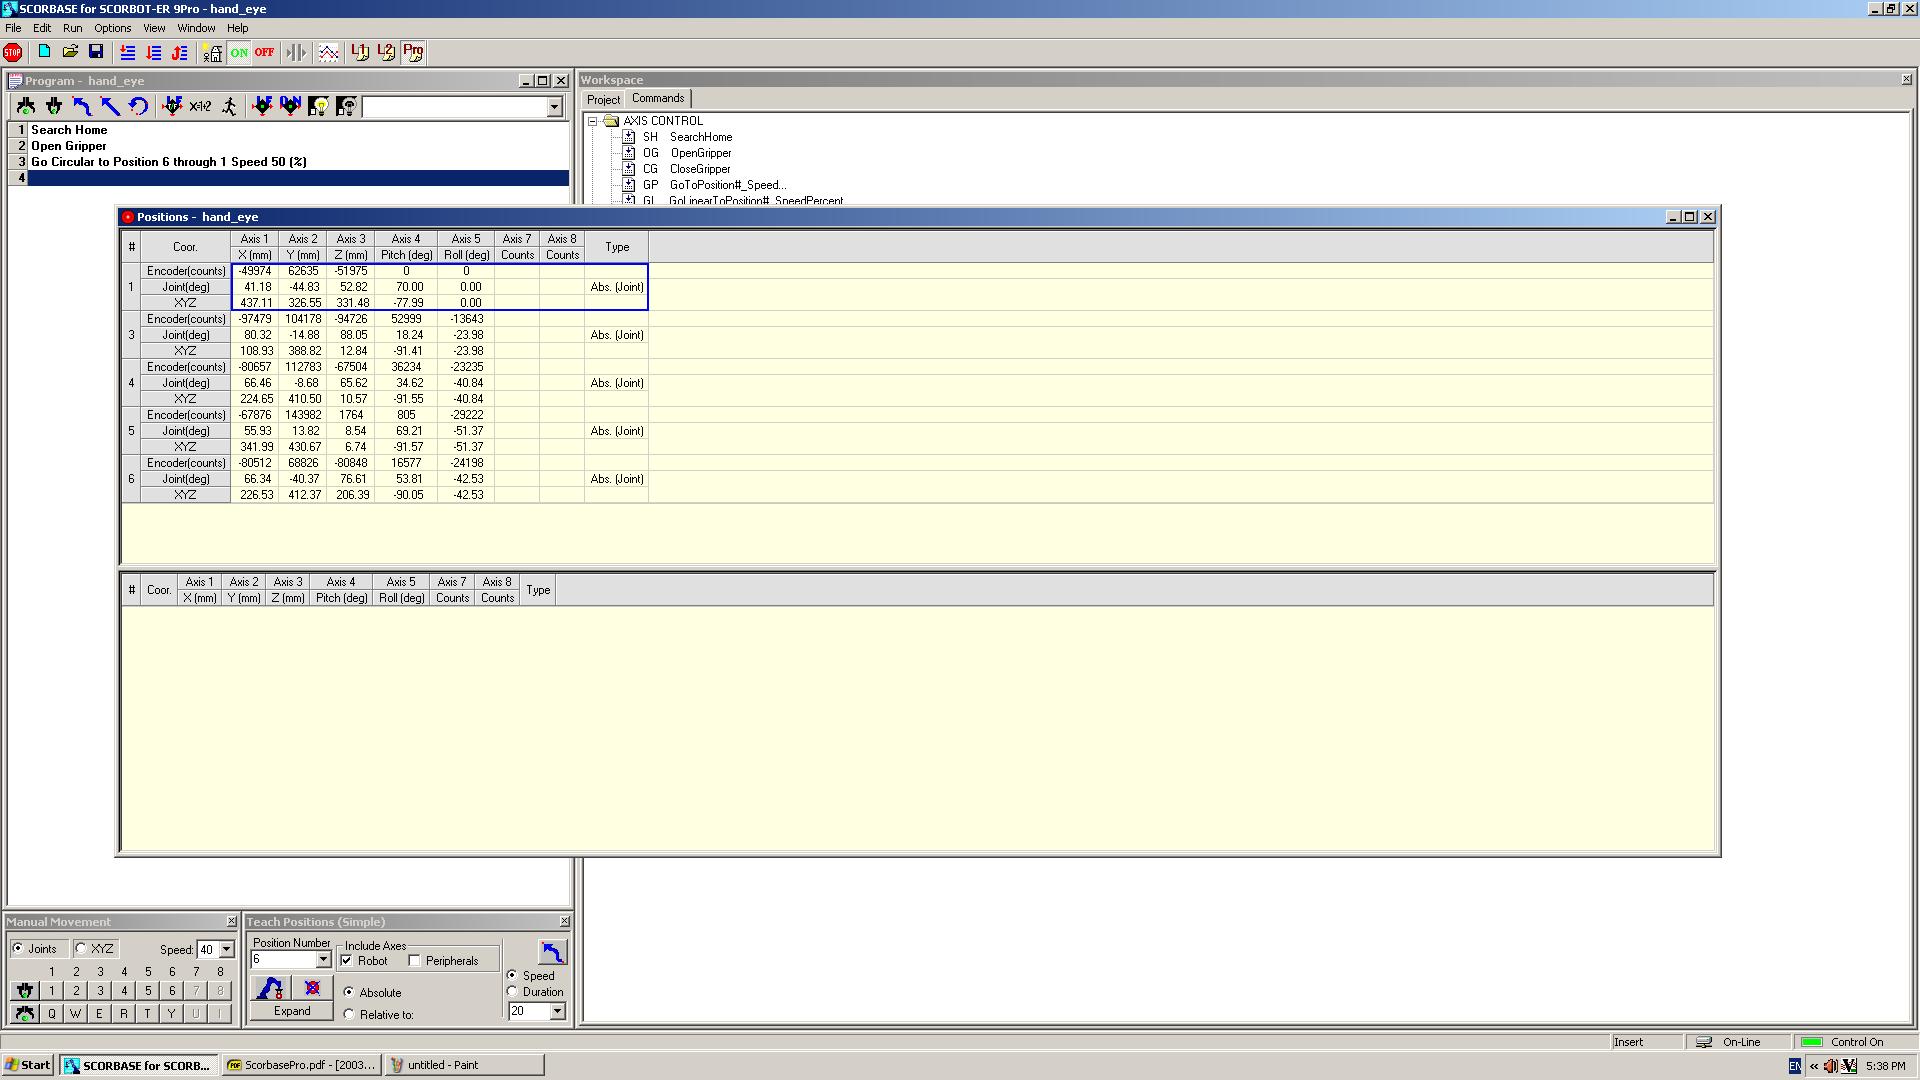 SCORBASE for SCORBOT-ER 9Pro - hand_eye
File Edit Run Options View Window Help
STOP ON OFF L1 L2 Pro
Program - hand_eye
1 Search Home
2 Open Gripper
3 Go Circular to Position 6 through 1 Speed 50 (%)
4
Workspace
Project Commands
AXIS CONTROL
SH SearchHome
OG OpenGripper
CG CloseGripper
GP GoToPosition#_Speed...
GL GoLinearToPosition#_SpeedPercent
Positions - hand_eye
# Coor. Axis 1 Axis 2 Axis 3 Axis 4 Axis 5 Axis 7 Axis 8 Type
X (mm) Y (mm) Z (mm) Pitch (deg) Roll (deg) Counts Counts
Encoder(counts) -49974 62635 -51975 0 0
1 Joint(deg) 41.18 -44.83 52.82 70.00 0.00 Abs. (Joint)
XYZ 437.11 326.55 331.48 -77.99 0.00
Encoder(counts) -97479 104178 -94726 52999 -13643
3 Joint(deg) 80.32 -14.88 88.05 18.24 -23.98 Abs. (Joint)
XYZ 108.93 388.82 12.84 -91.41 -23.98
Encoder(counts) -80657 112783 -67504 36234 -23235
4 Joint(deg) 66.46 -8.68 65.62 34.62 -40.84 Abs. (Joint)
XYZ 224.65 410.50 10.57 -91.55 -40.84
Encoder(counts) -67876 143982 1764 805 -29222
5 Joint(deg) 55.93 13.82 8.54 69.21 -51.37 Abs. (Joint)
XYZ 341.99 430.67 6.74 -91.57 -51.37
Encoder(counts) -80512 68826 -80848 16577 -24198
6 Joint(deg) 66.34 -40.37 76.61 53.81 -42.53 Abs. (Joint)
XYZ 226.53 412.37 206.39 -90.05 -42.53
# Coor. Axis 1 Axis 2 Axis 3 Axis 4 Axis 5 Axis 7 Axis 8 Type
X (mm) Y (mm) Z (mm) Pitch (deg) Roll (deg) Counts Counts
Manual Movement
Joints XYZ Speed: 40
1 2 3 4 5 6 7 8
1 2 3 4 5 6 7 8
Q W E R T Y U I
Teach Positions (Simple)
Position Number
6
Include Axes
Robot Peripherals
Expand
Absolute
Relative to:
Speed
Duration
20
Insert On-Line Control On
Start SCORBASE for SCORB... ScorbasePro.pdf - [2003... untitled - Paint EN « 5:38 PM